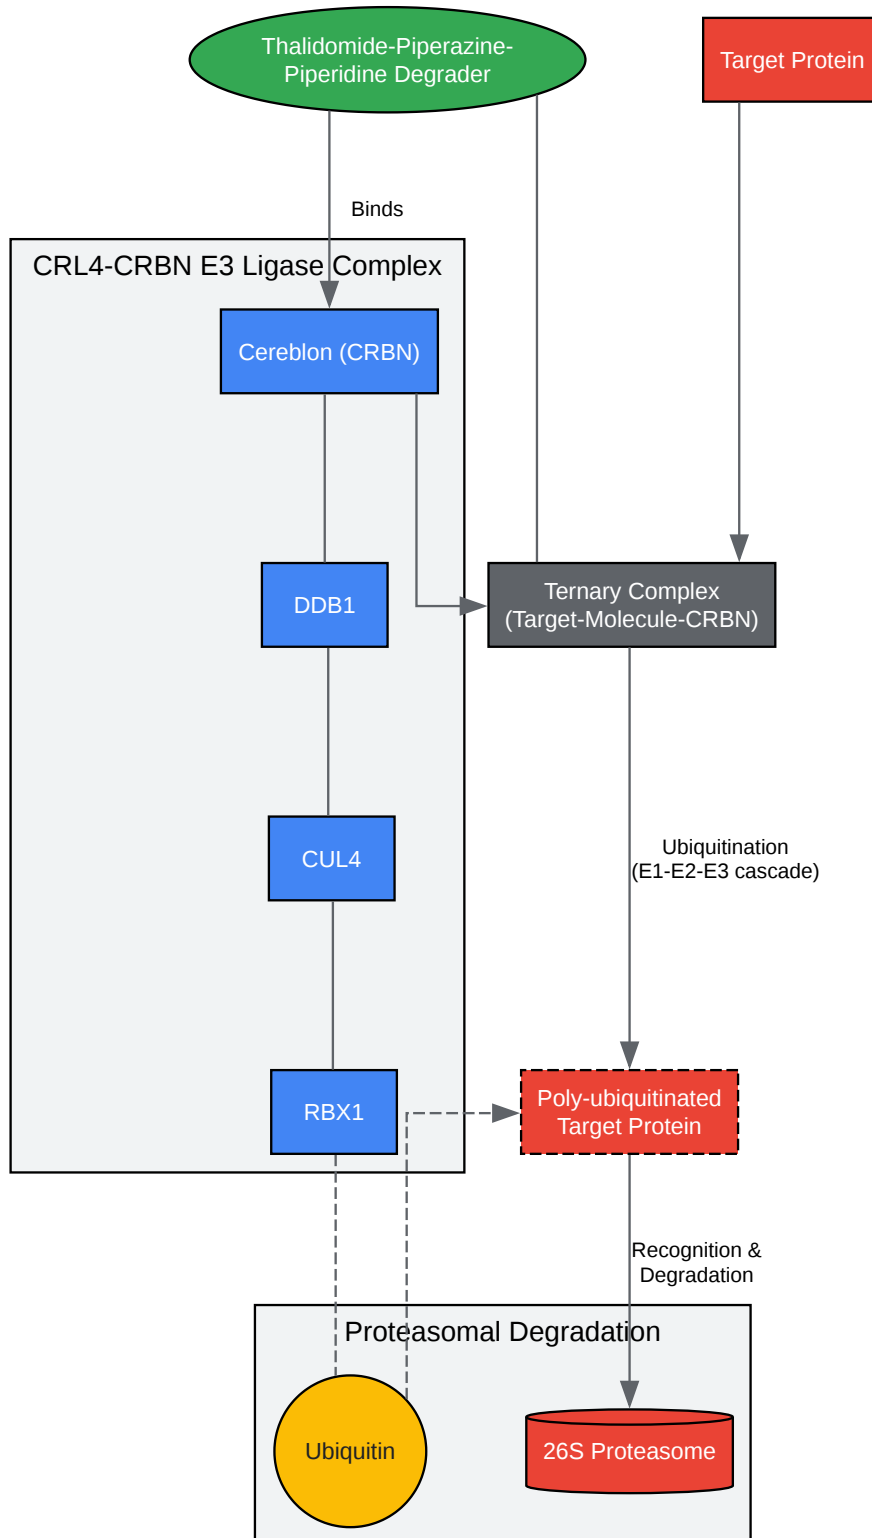 Thalidomide-Piperazine-
Piperidine Degrader
Target Protein
Binds
CRL4-CRBN E3 Ligase Complex
Cereblon (CRBN)
DDB1
Ternary Complex
(Target-Molecule-CRBN)
CUL4
Ubiquitination
(E1-E2-E3 cascade)
RBX1
Poly-ubiquitinated
Target Protein
Recognition &
Degradation
Proteasomal Degradation
Ubiquitin
26S Proteasome